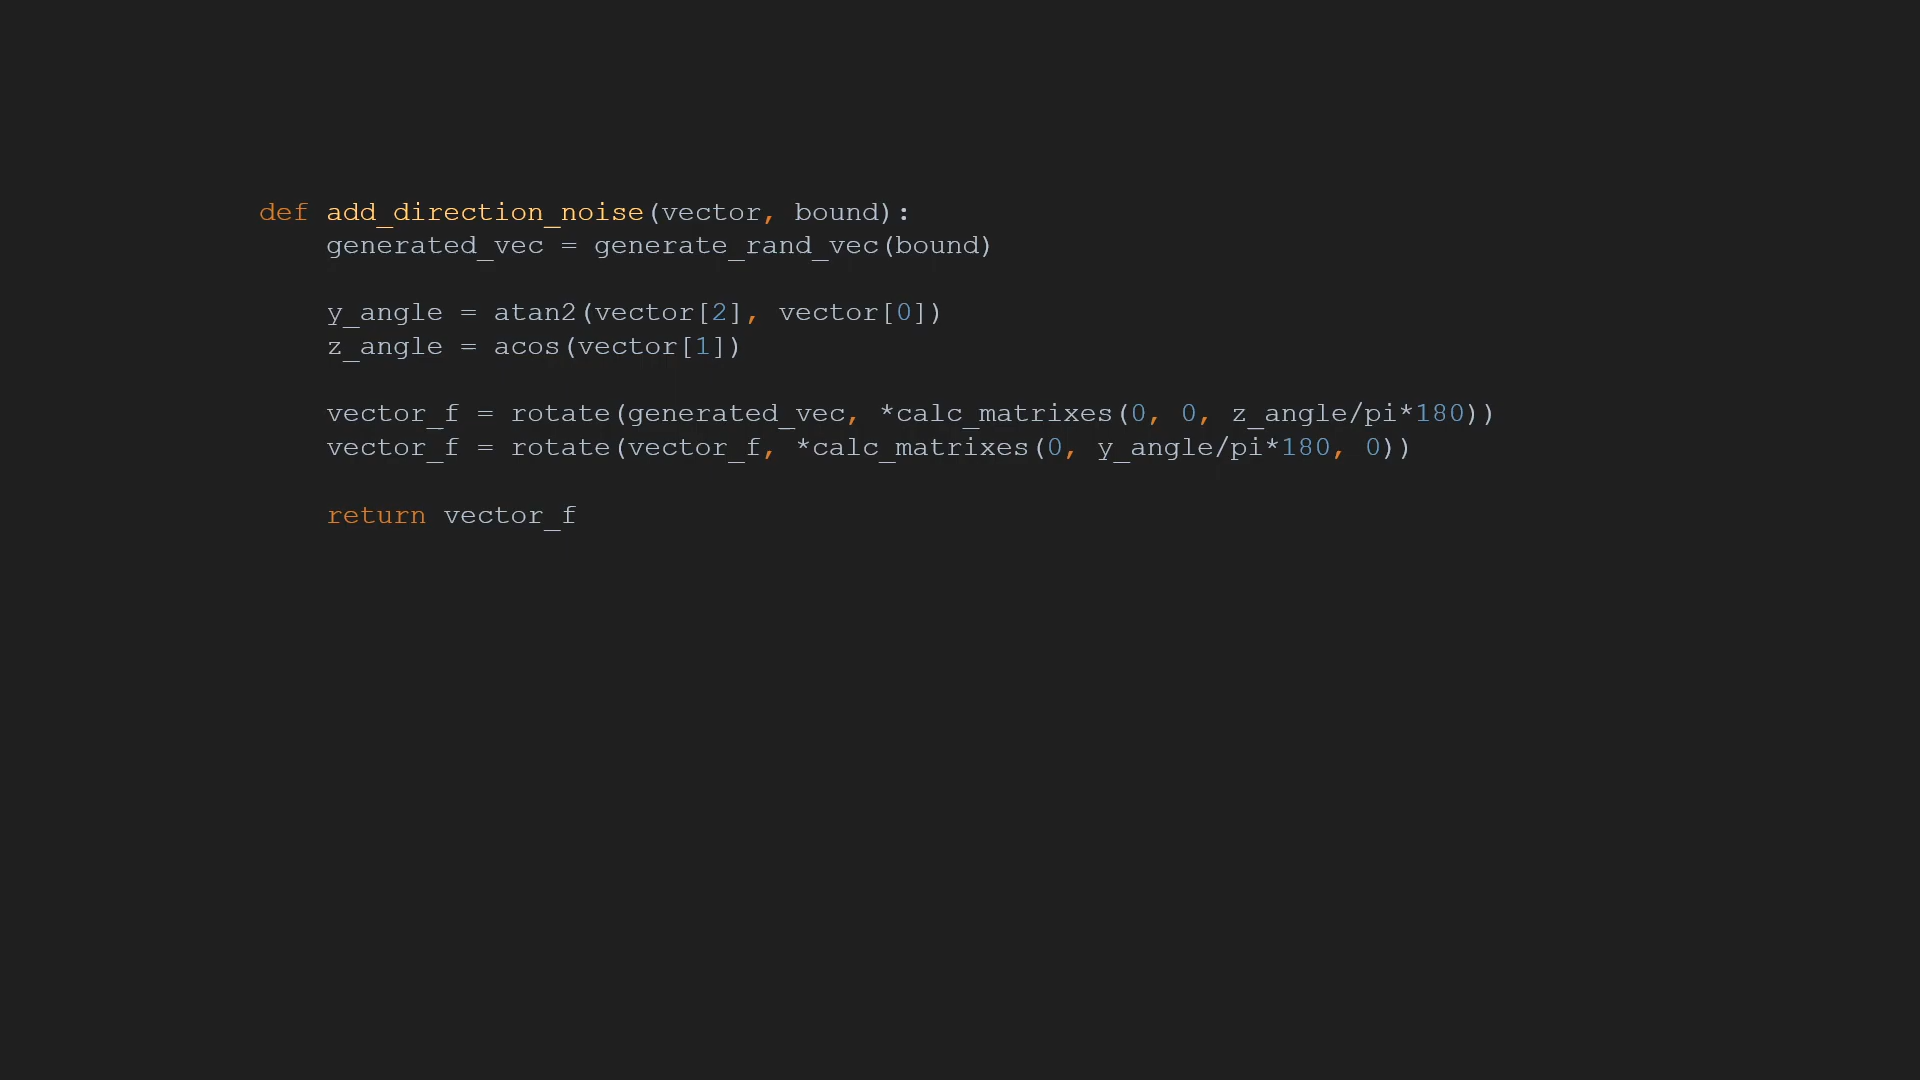 def add_direction_noise(vector, bound):
    generated_vec = generate_rand_vec(bound)
    y_angle = atan2(vector[2], vector[0])
    z_angle = acos(vector[1])
    vector_f = rotate(generated_vec, *calc_matrixes(0, 0, z_angle/pi*180))
    vector_f = rotate(vector_f, *calc_matrixes(0, y_angle/pi*180, 0))
    return vector_f